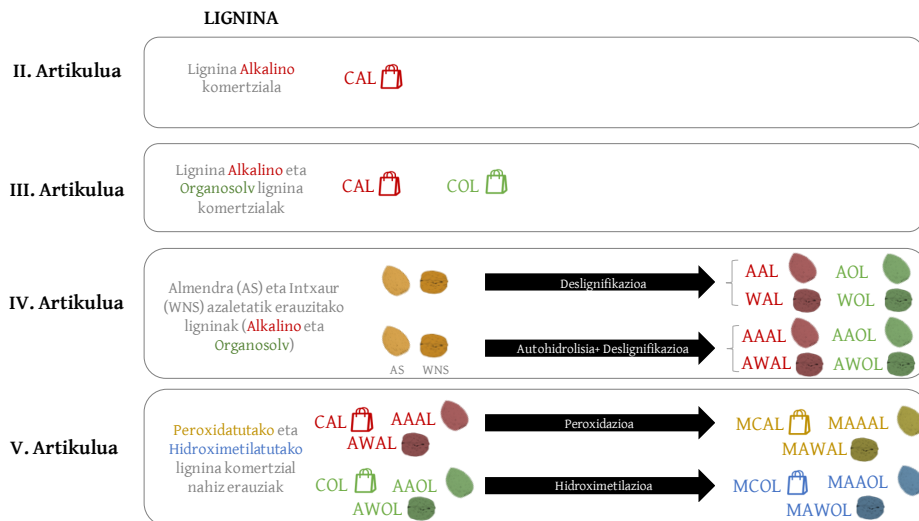 LIGNINA
II. Artikulua
Lignina Alkalino
komertziala
CAL
III. Artikulua
Lignina Alkalino eta
Organosolv lignina
komertzialak
CAL
COL
IV. Artikulua
Almendra (AS) eta Intxaur
(WNS) azaletatik erauzitako
ligninak (Alkalino eta
Organosolv)
AS
WNS
Deslignifikazioa
Autohidrolisia+ Deslignifikazioa
AAL
AOL
WAL
WOL
AAAL
AAOL
AWAL
AWOL
V. Artikulua
Peroxidatutako eta
Hidroximetilatutako
lignina komertzial
nahiz erauziak
CAL
AAAL
AWAL
COL
AAOL
AWOL
Peroxidazioa
Hidroximetilazioa
MCAL
MAAAL
MAWAL
MCOL
MAAOL
MAWOL